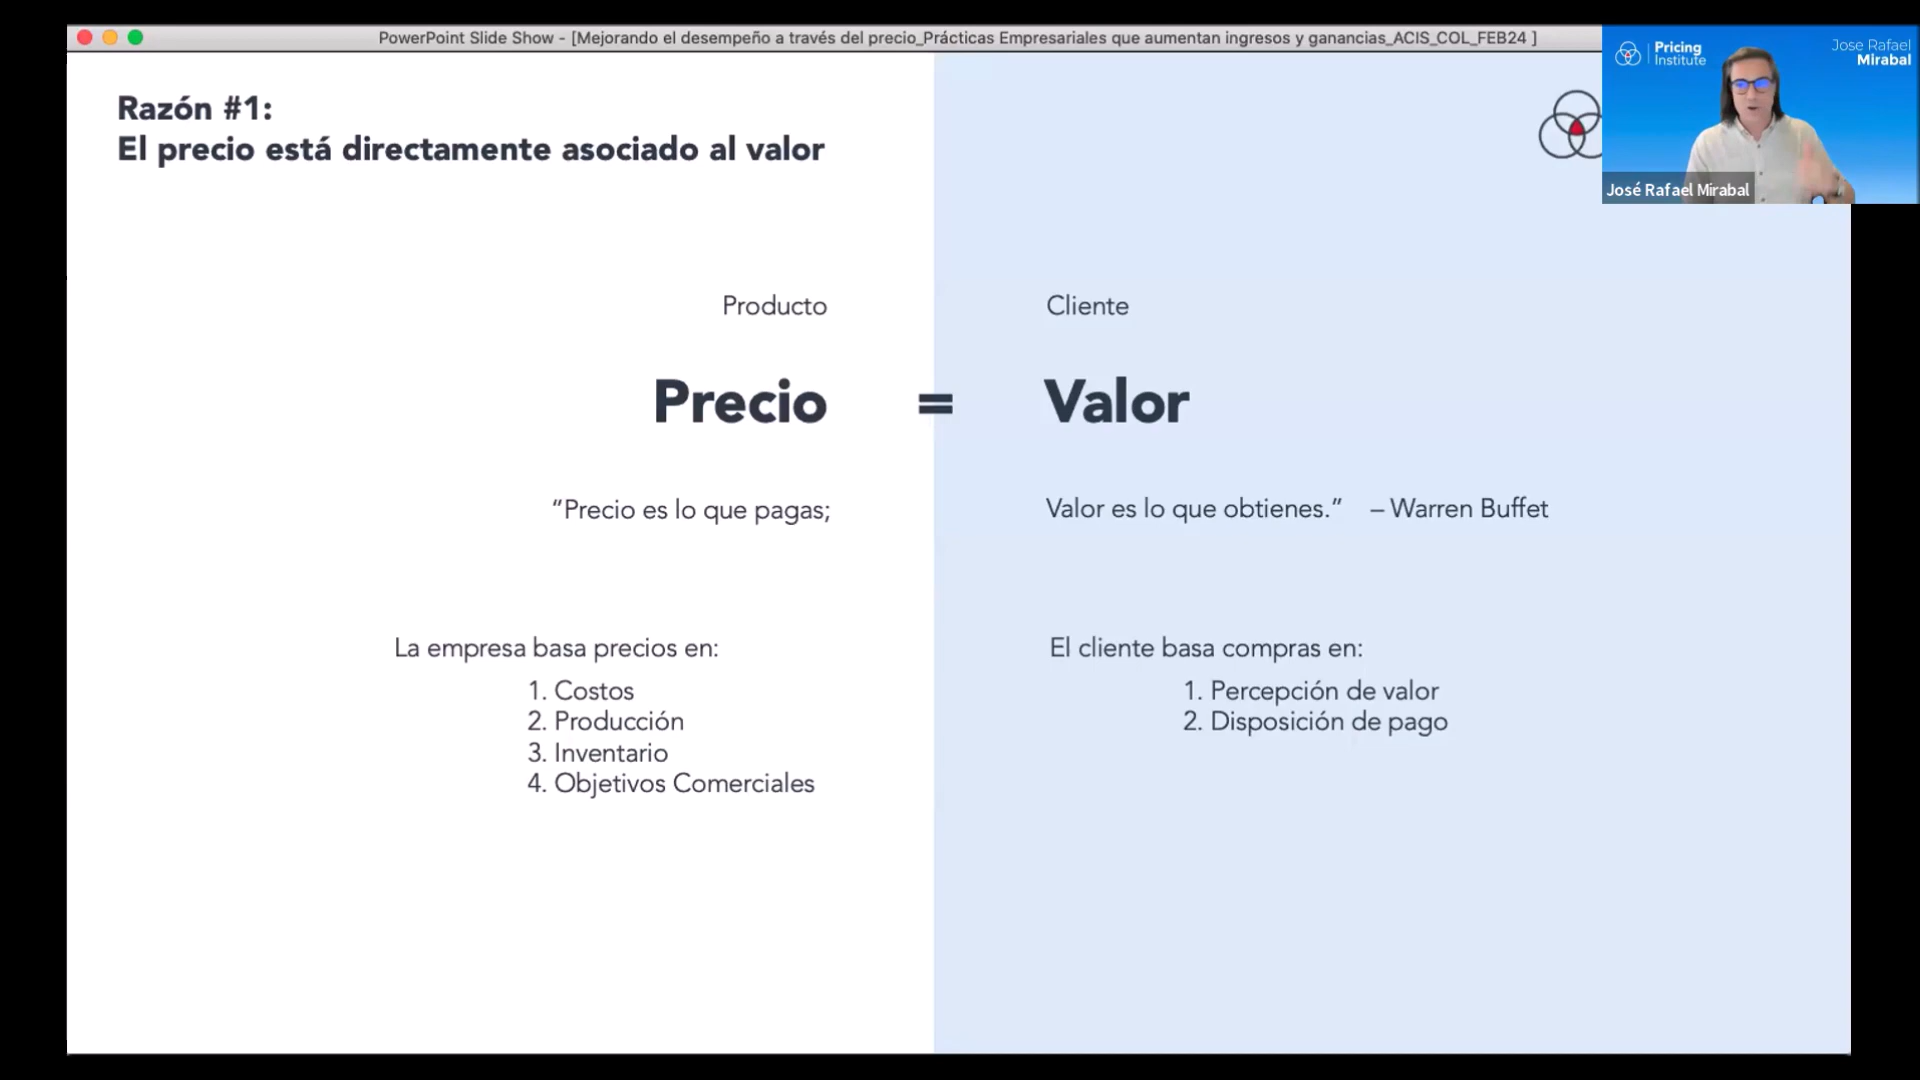 PowerPoint Slide Show - [Mejorando el desempeño a través del precio_Prácticas Empresariales que aumentan ingresos y ganancias_ACIS_COL_FEB24 ]
Pricing
Institute
Jose Rafael
Mirabal
José Rafael Mirabal
Razón #1:
El precio está directamente asociado al valor
Producto
Cliente
Precio = Valor
“Precio es lo que pagas;
Valor es lo que obtienes.” – Warren Buffet
La empresa basa precios en:
1. Costos
2. Producción
3. Inventario
4. Objetivos Comerciales
El cliente basa compras en:
1. Percepción de valor
2. Disposición de pago